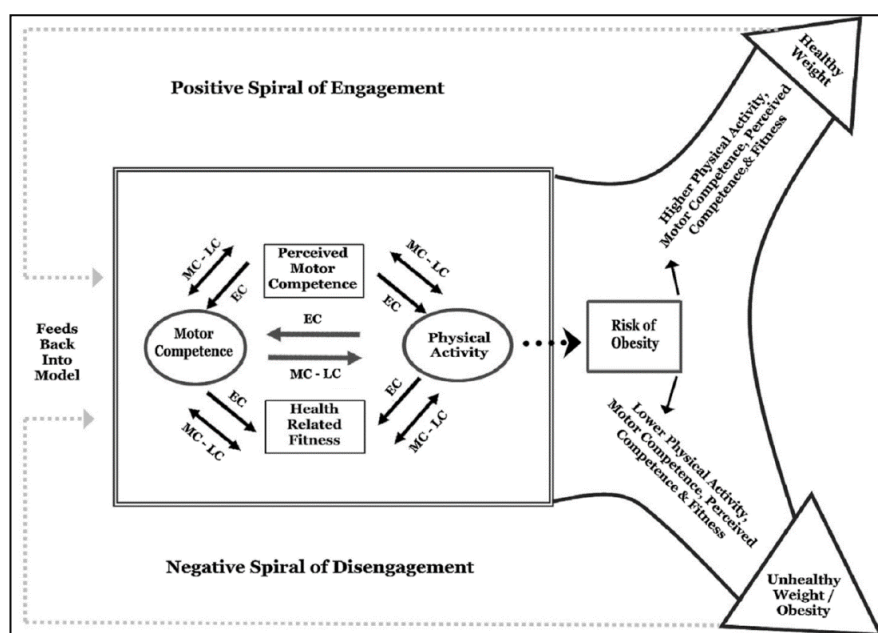 Positive Spiral of Engagement
Healthy
Weight
Higher Physical Activity,
Motor Competence, Perceived
Competence,& Fitness
MC - LC
EC
Perceived
Motor
Competence
MC - LC
EC
Feeds
Back
Into
Model
Motor
Competence
EC
MC - LC
Physical
Activity
Risk of
Obesity
EC
MC - LC
Health
Related
Fitness
EC
MC - LC
Lower Physical Activity,
Motor Competence, Perceived
Competence & Fitness
Negative Spiral of Disengagement
Unhealthy
Weight /
Obesity